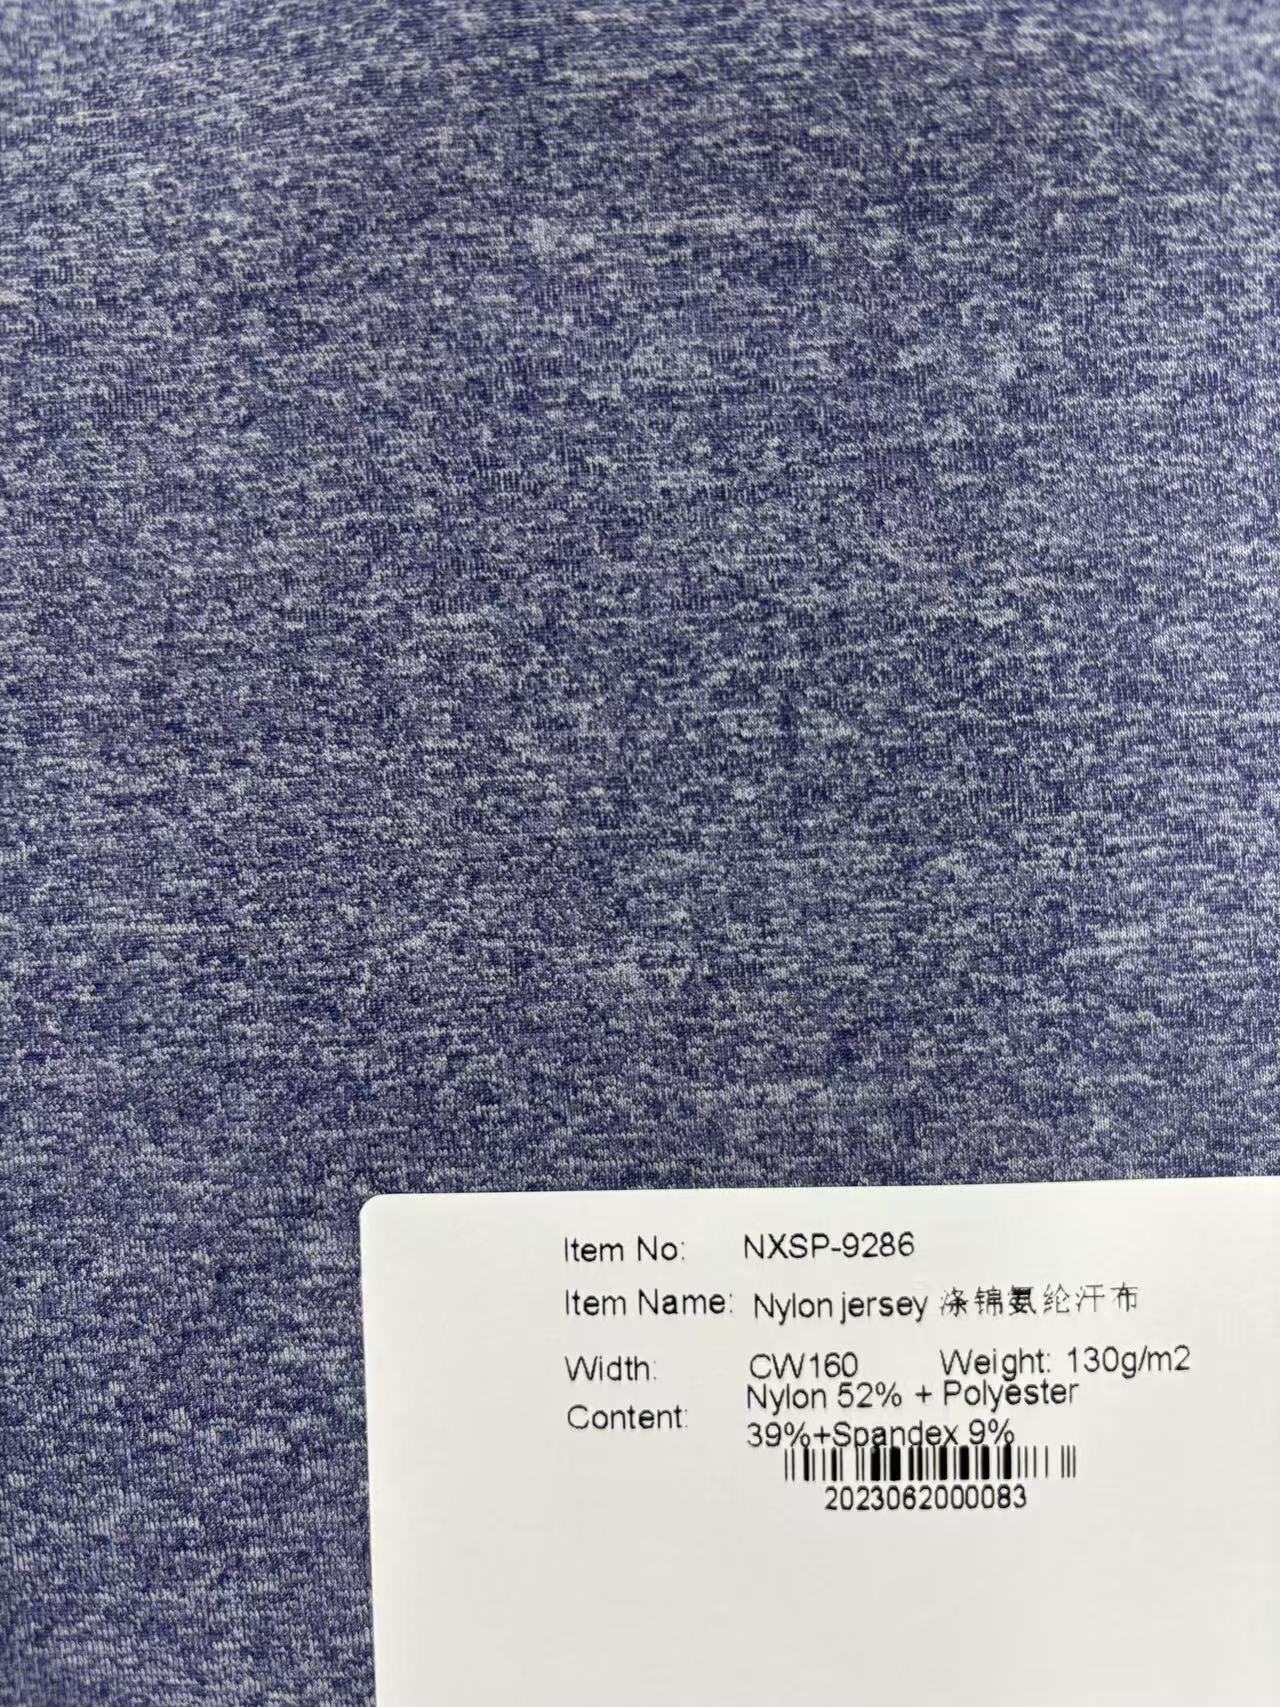 Item No: NXSP-9286
Item Name: Nylon jersey 涤锦氨纶汗布
Width: CW160 Weight: 130g/m2
Content: Nylon 52% + Polyester
39%+Spandex 9%
2023062000083